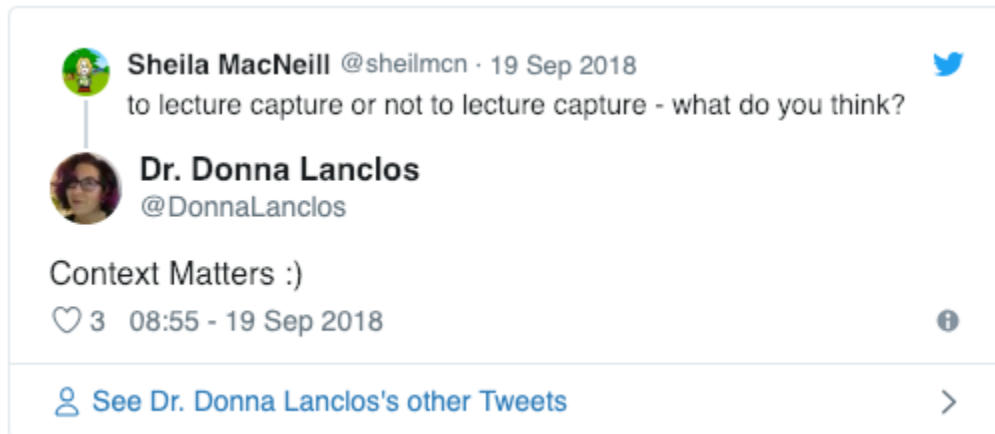 Sheila MacNeill @sheilmcn · 19 Sep 2018
to lecture capture or not to lecture capture - what do you think?
Dr. Donna Lanclos
@DonnaLanclos
Context Matters :)
3 08:55 - 19 Sep 2018
See Dr. Donna Lanclos's other Tweets